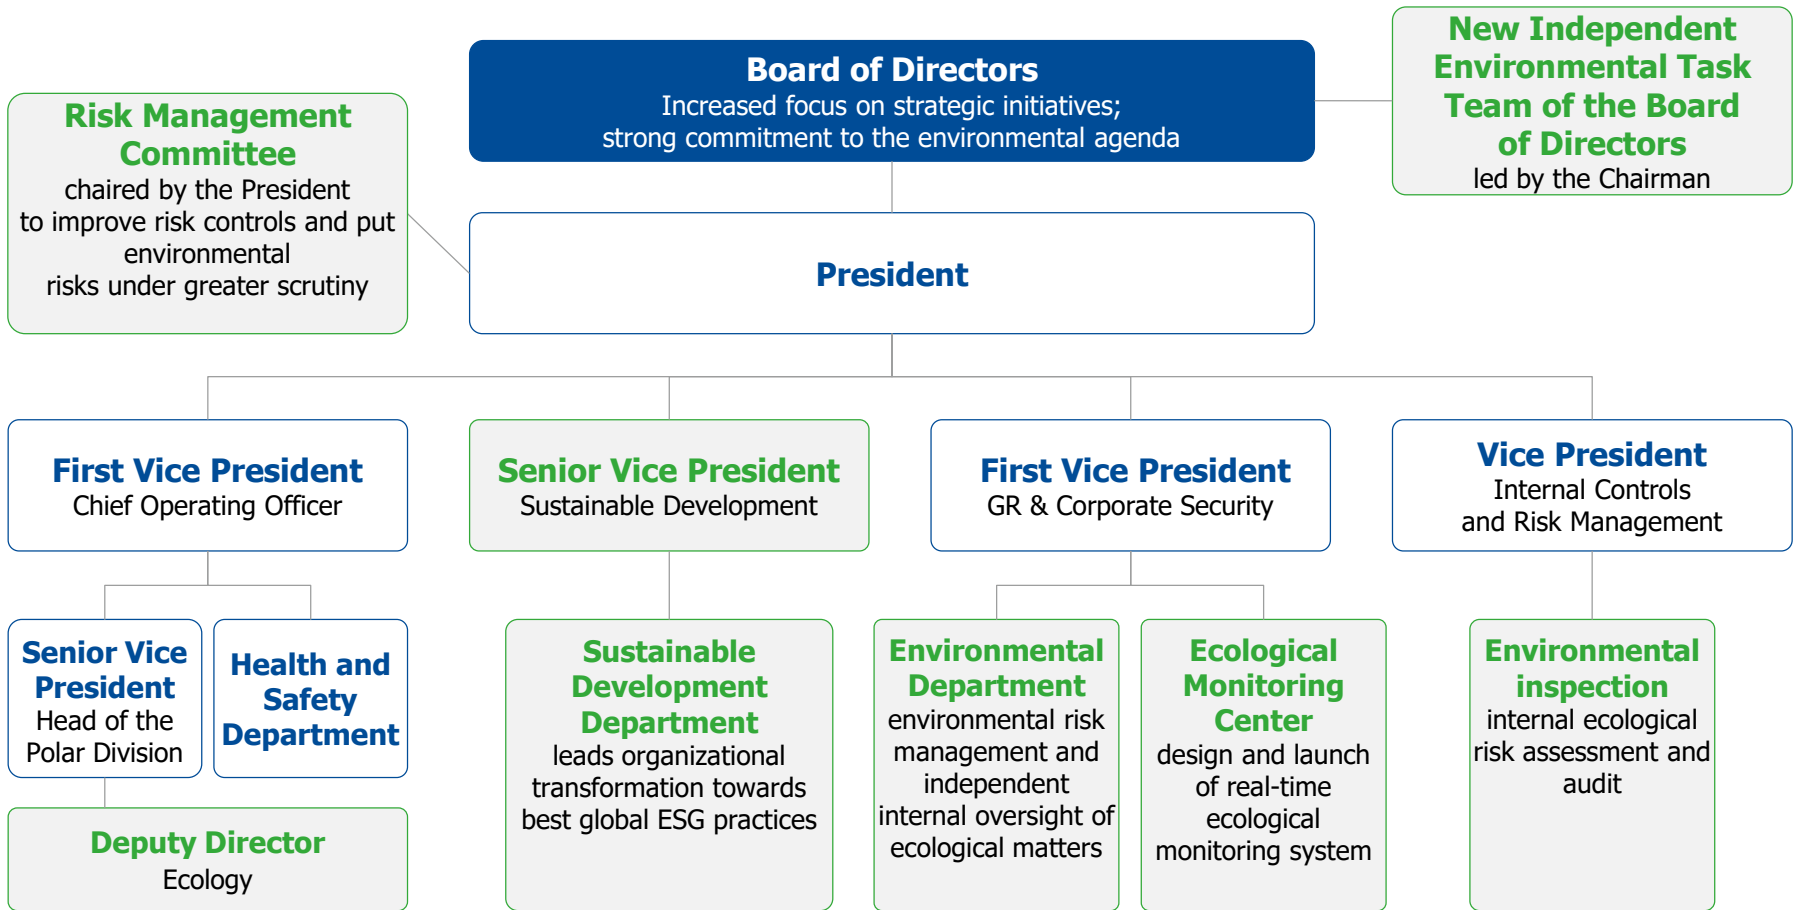 New Independent
Environmental Task
Team of the Board
of Directors
led by the Chairman
Board of Directors
Increased focus on strategic initiatives;
strong commitment to the environmental agenda
Risk Management
Committee
chaired by the President
to improve risk controls and put
environmental
risks under greater scrutiny
President
First Vice President
Chief Operating Officer
Senior Vice President
Sustainable Development
First Vice President
GR & Corporate Security
Vice President
Internal Controls
and Risk Management
Senior Vice
President
Head of the
Polar Division
Health and
Safety
Department
Sustainable
Development
Department
leads organizational
transformation towards
best global ESG practices
Environmental
Department
environmental risk
management and
independent
internal oversight of
ecological matters
Ecological
Monitoring
Center
design and launch
of real-time
ecological
monitoring system
Environmental
inspection
internal ecological
risk assessment and
audit
Deputy Director
Ecology